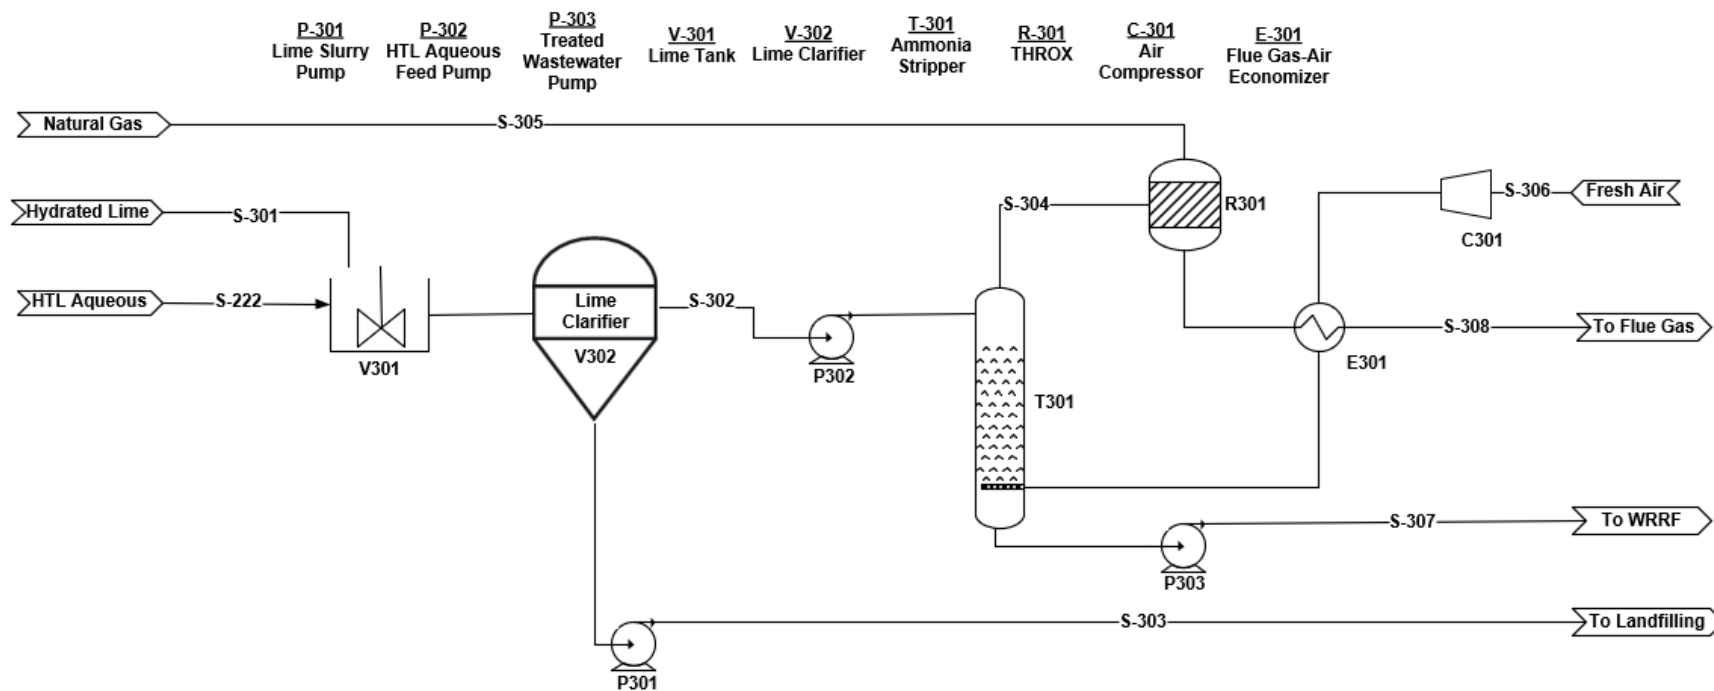 P-301
Lime Slurry
Pump
P-302
HTL Aqueous
Feed Pump
P-303
Treated
Wastewater
Pump
V-301
Lime Tank
V-302
Lime Clarifier
T-301
Ammonia
Stripper
R-301
THROX
C-301
Air
Compressor
E-301
Flue Gas-Air
Economizer
Natural Gas
S-305
Hydrated Lime
S-301
S-304
R301
S-306
Fresh Air
C301
HTL Aqueous
S-222
Lime
Clarifier
V302
S-302
S-308
To Flue Gas
V301
P302
E301
T301
S-307
To WRRF
P303
S-303
To Landfilling
P301